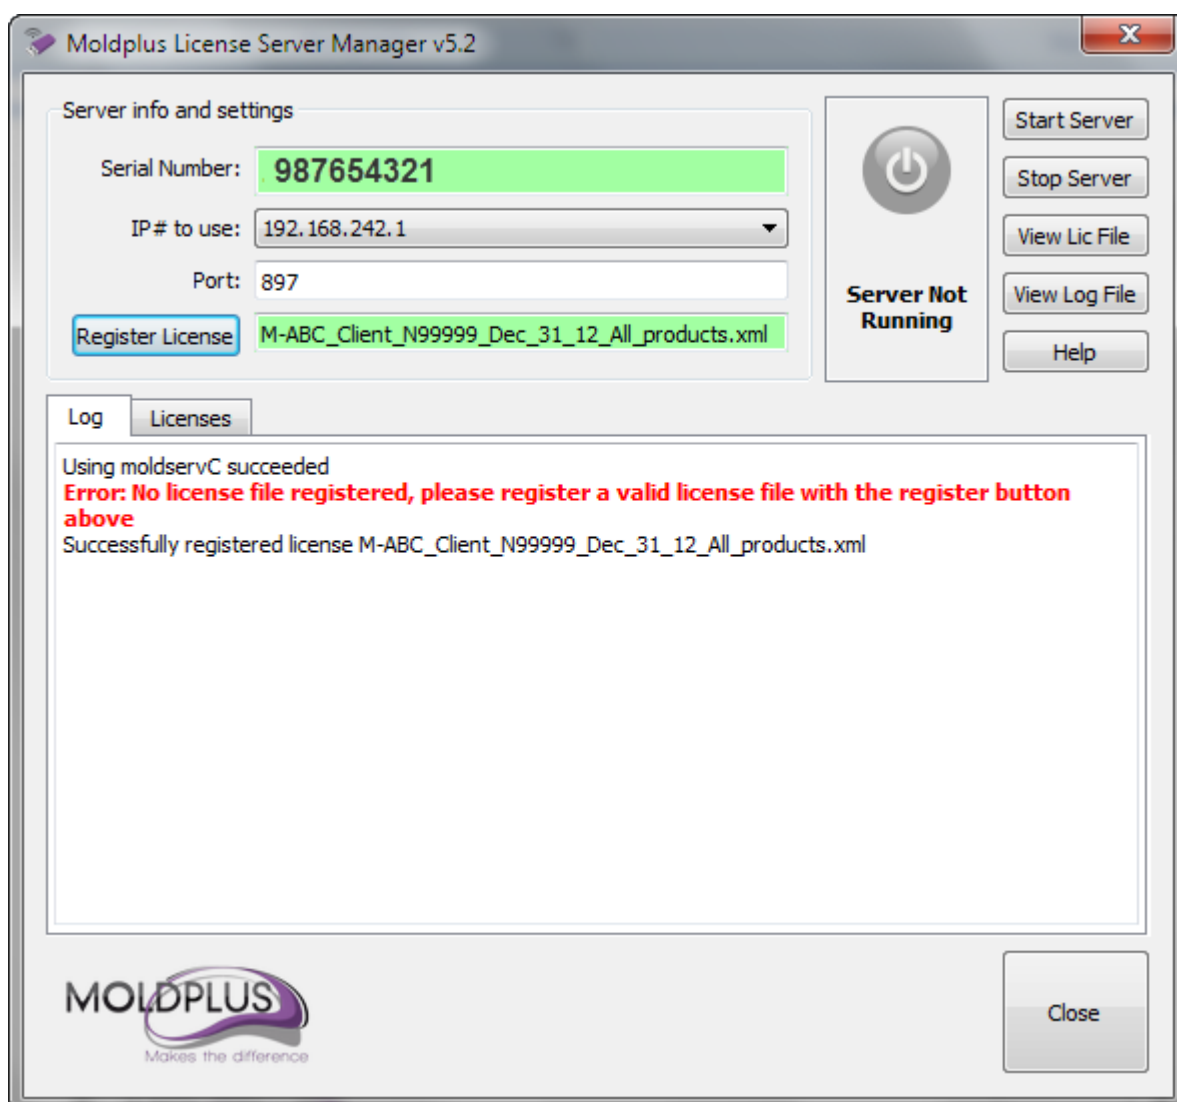 Moldplus License Server Manager v5.2
Server info and settings
Serial Number: 987654321
IP# to use: 192.168.242.1
Port: 897
Register License M-ABC_Client_N99999_Dec_31_12_All_products.xml
Server Not
Running
Start Server
Stop Server
View Lic File
View Log File
Help
Log Licenses
Using moldservC succeeded
Error: No license file registered, please register a valid license file with the register button
above
Successfully registered license M-ABC_Client_N99999_Dec_31_12_All_products.xml
MOLDPLUS
Makes the difference
Close